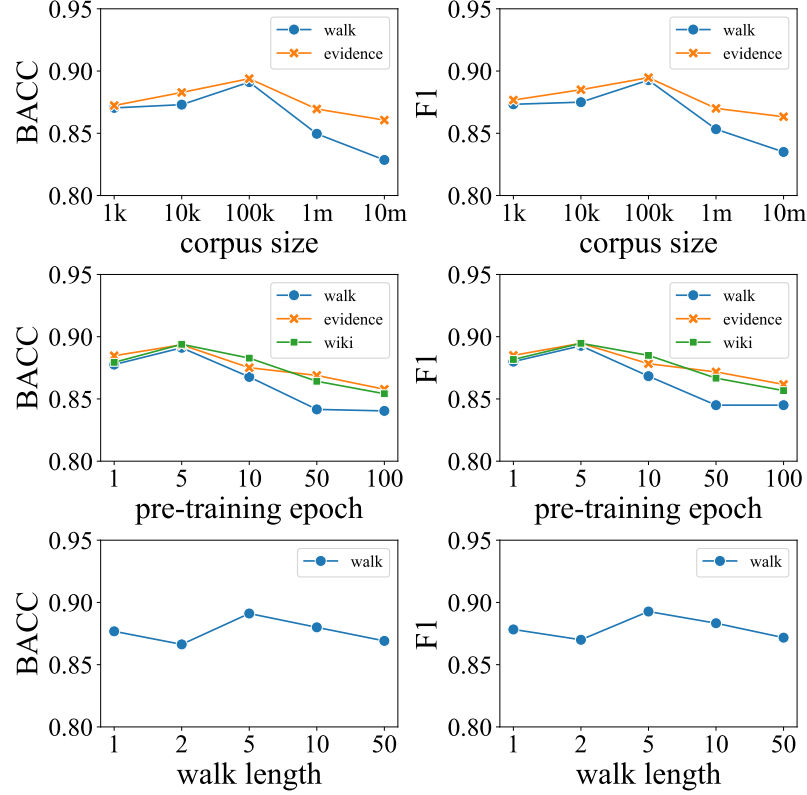 BACC
0.95
0.90
0.85
0.80
walk
evidence
1k 10k 100k 1m 10m
corpus size
F1
0.95
0.90
0.85
0.80
walk
evidence
1k 10k 100k 1m 10m
corpus size
BACC
0.95
0.90
0.85
0.80
walk
evidence
wiki
1 5 10 50 100
pre-training epoch
F1
0.95
0.90
0.85
0.80
walk
evidence
wiki
1 5 10 50 100
pre-training epoch
BACC
0.95
0.90
0.85
0.80
walk
1 2 5 10 50
walk length
F1
0.95
0.90
0.85
0.80
walk
1 2 5 10 50
walk length